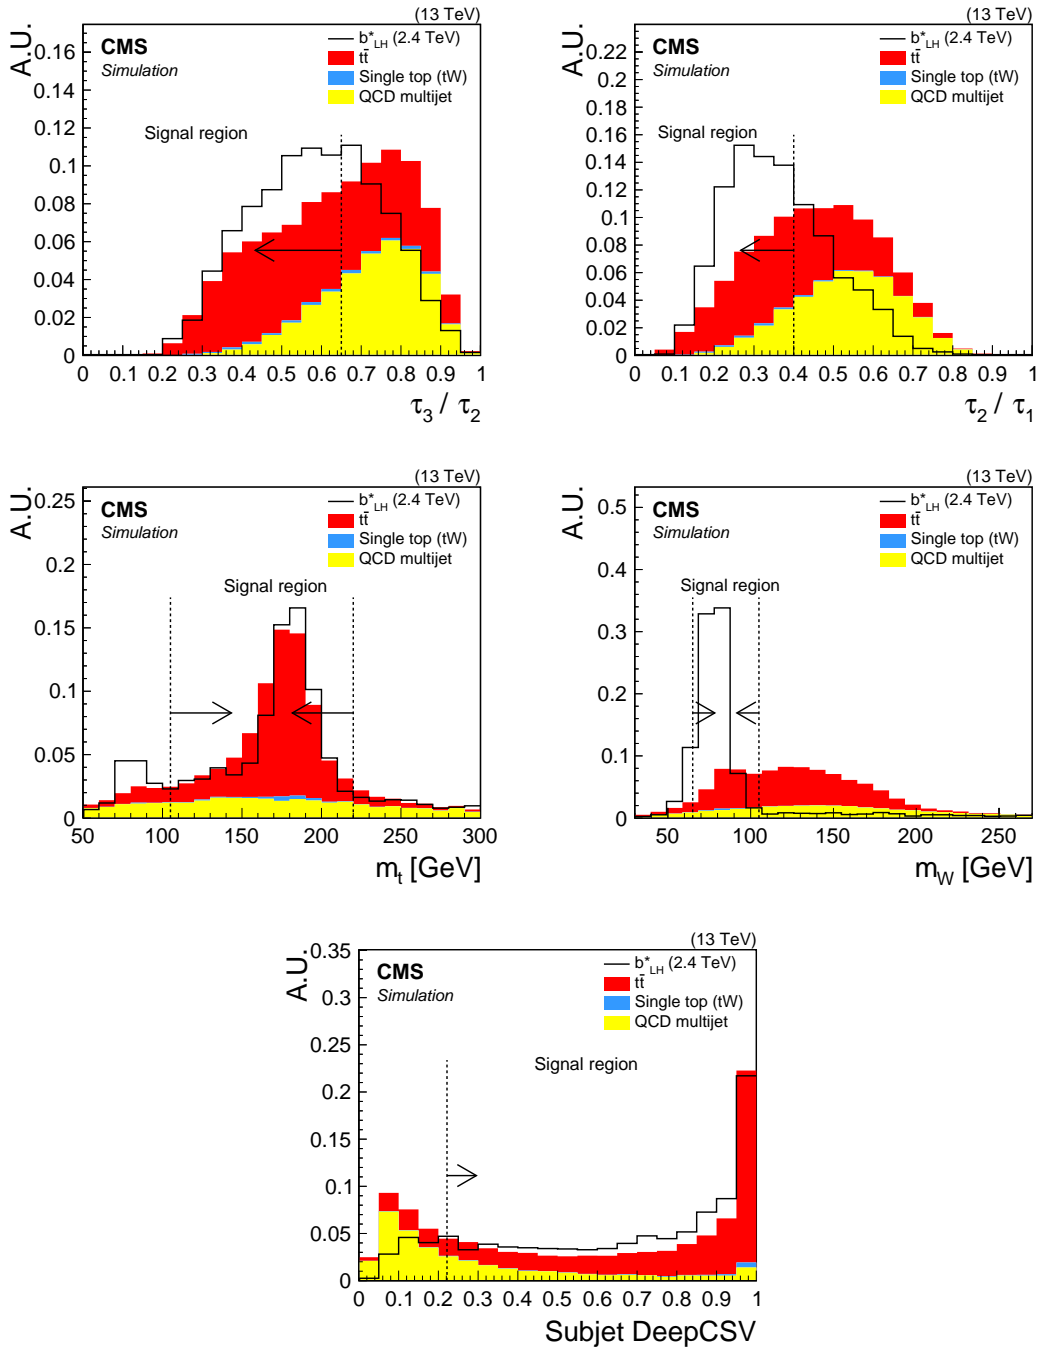 (13 TeV)
A.U.
0.16
0.14
0.12
0.1
0.08
0.06
0.04
0.02
0
CMS
Simulation
b*LH (2.4 TeV)
tt̄
Single top (tW)
QCD multijet
Signal region
0 0.1 0.2 0.3 0.4 0.5 0.6 0.7 0.8 0.9 1
τ3 / τ2
(13 TeV)
A.U.
0.22
0.2
0.18
0.16
0.14
0.12
0.1
0.08
0.06
0.04
0.02
0
CMS
Simulation
b*LH (2.4 TeV)
tt̄
Single top (tW)
QCD multijet
Signal region
0 0.1 0.2 0.3 0.4 0.5 0.6 0.7 0.8 0.9 1
τ2 / τ1
(13 TeV)
A.U.
0.25
0.2
0.15
0.1
0.05
0
CMS
Simulation
b*LH (2.4 TeV)
tt̄
Single top (tW)
QCD multijet
Signal region
50 100 150 200 250 300
mt [GeV]
(13 TeV)
A.U.
0.5
0.4
0.3
0.2
0.1
0
CMS
Simulation
b*LH (2.4 TeV)
tt̄
Single top (tW)
QCD multijet
Signal region
50 100 150 200 250
mW [GeV]
(13 TeV)
A.U.
0.35
0.3
0.25
0.2
0.15
0.1
0.05
0
CMS
Simulation
b*LH (2.4 TeV)
tt̄
Single top (tW)
QCD multijet
Signal region
0 0.1 0.2 0.3 0.4 0.5 0.6 0.7 0.8 0.9 1
Subjet DeepCSV